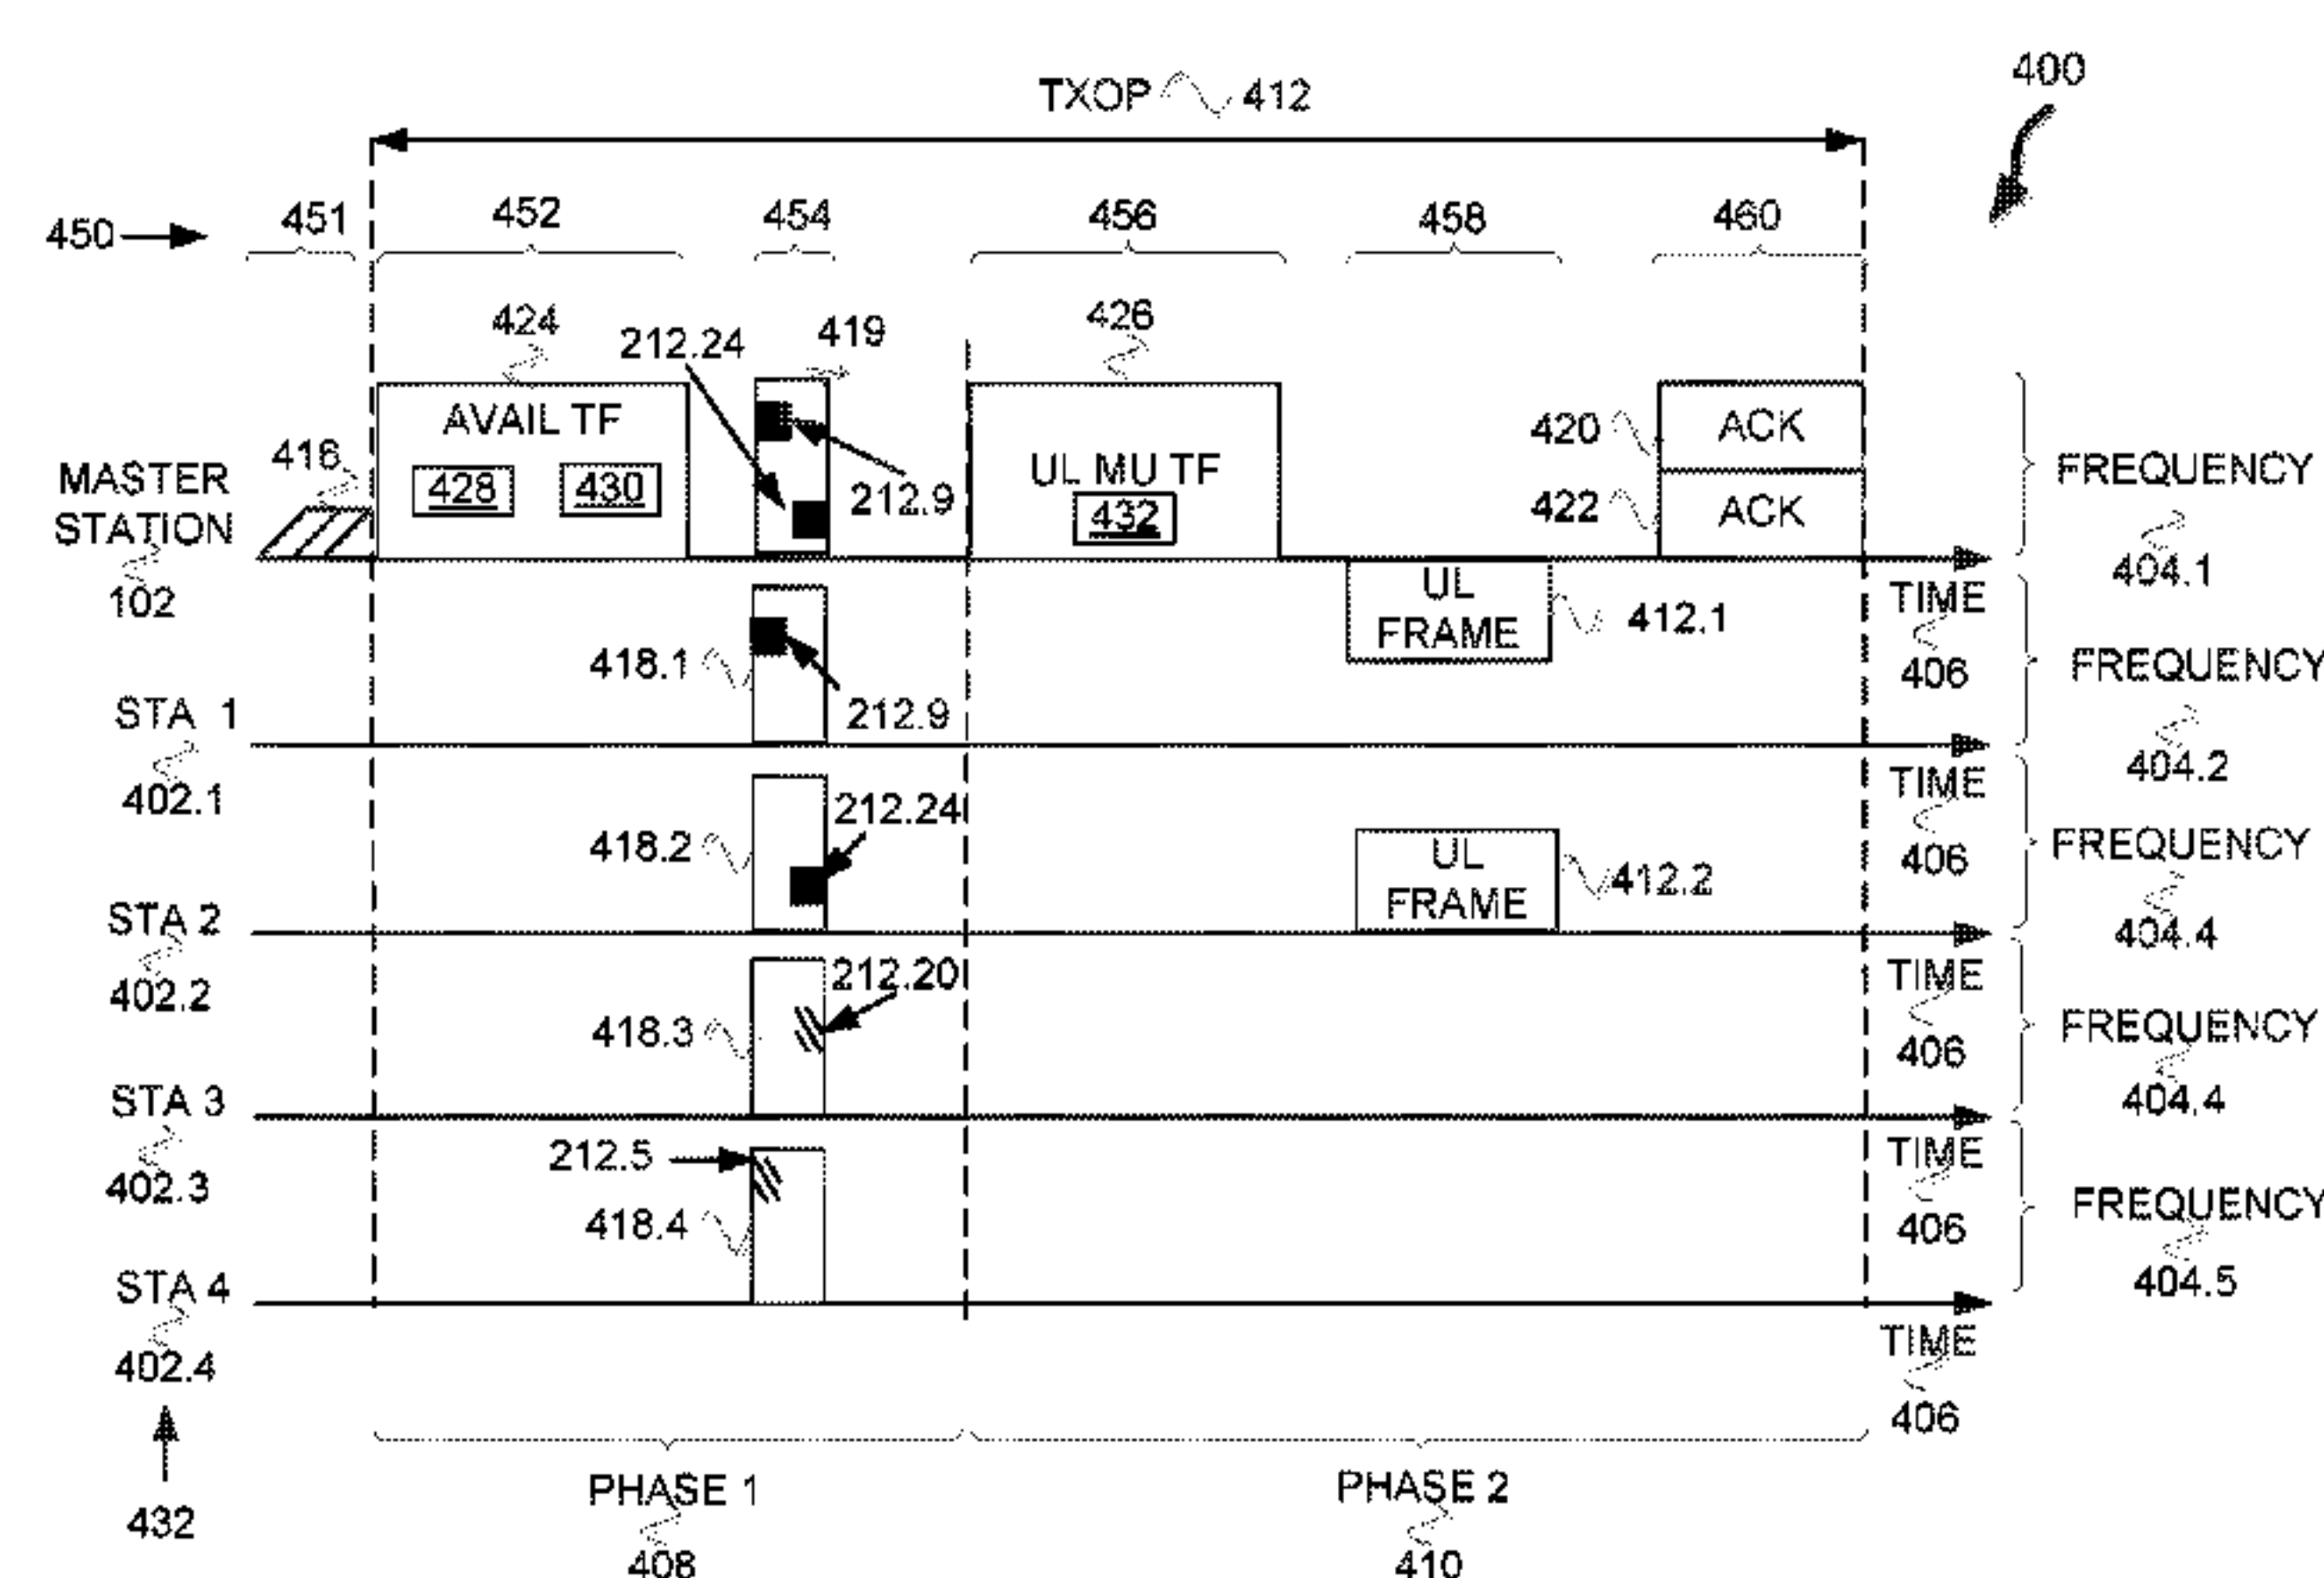 400
TXOP 412
450 451 452 454 456 458 460
424 212.24 419 426
416
AVAIL TF
428 430
212.9
UL MU TF
432
420 ACK
422 ACK
MASTER
STATION
102
FREQUENCY
404.1
TIME
406
UL
FRAME
412.1
418.1
212.9
FREQUENCY
404.2
STA 1
402.1
TIME
406
418.2
212.24
UL
FRAME
412.2
FREQUENCY
404.4
STA 2
402.2
TIME
406
418.3
212.20
FREQUENCY
404.4
STA 3
402.3
TIME
406
212.5
418.4
FREQUENCY
404.5
STA 4
402.4
TIME
406
432
PHASE 1
408
PHASE 2
410